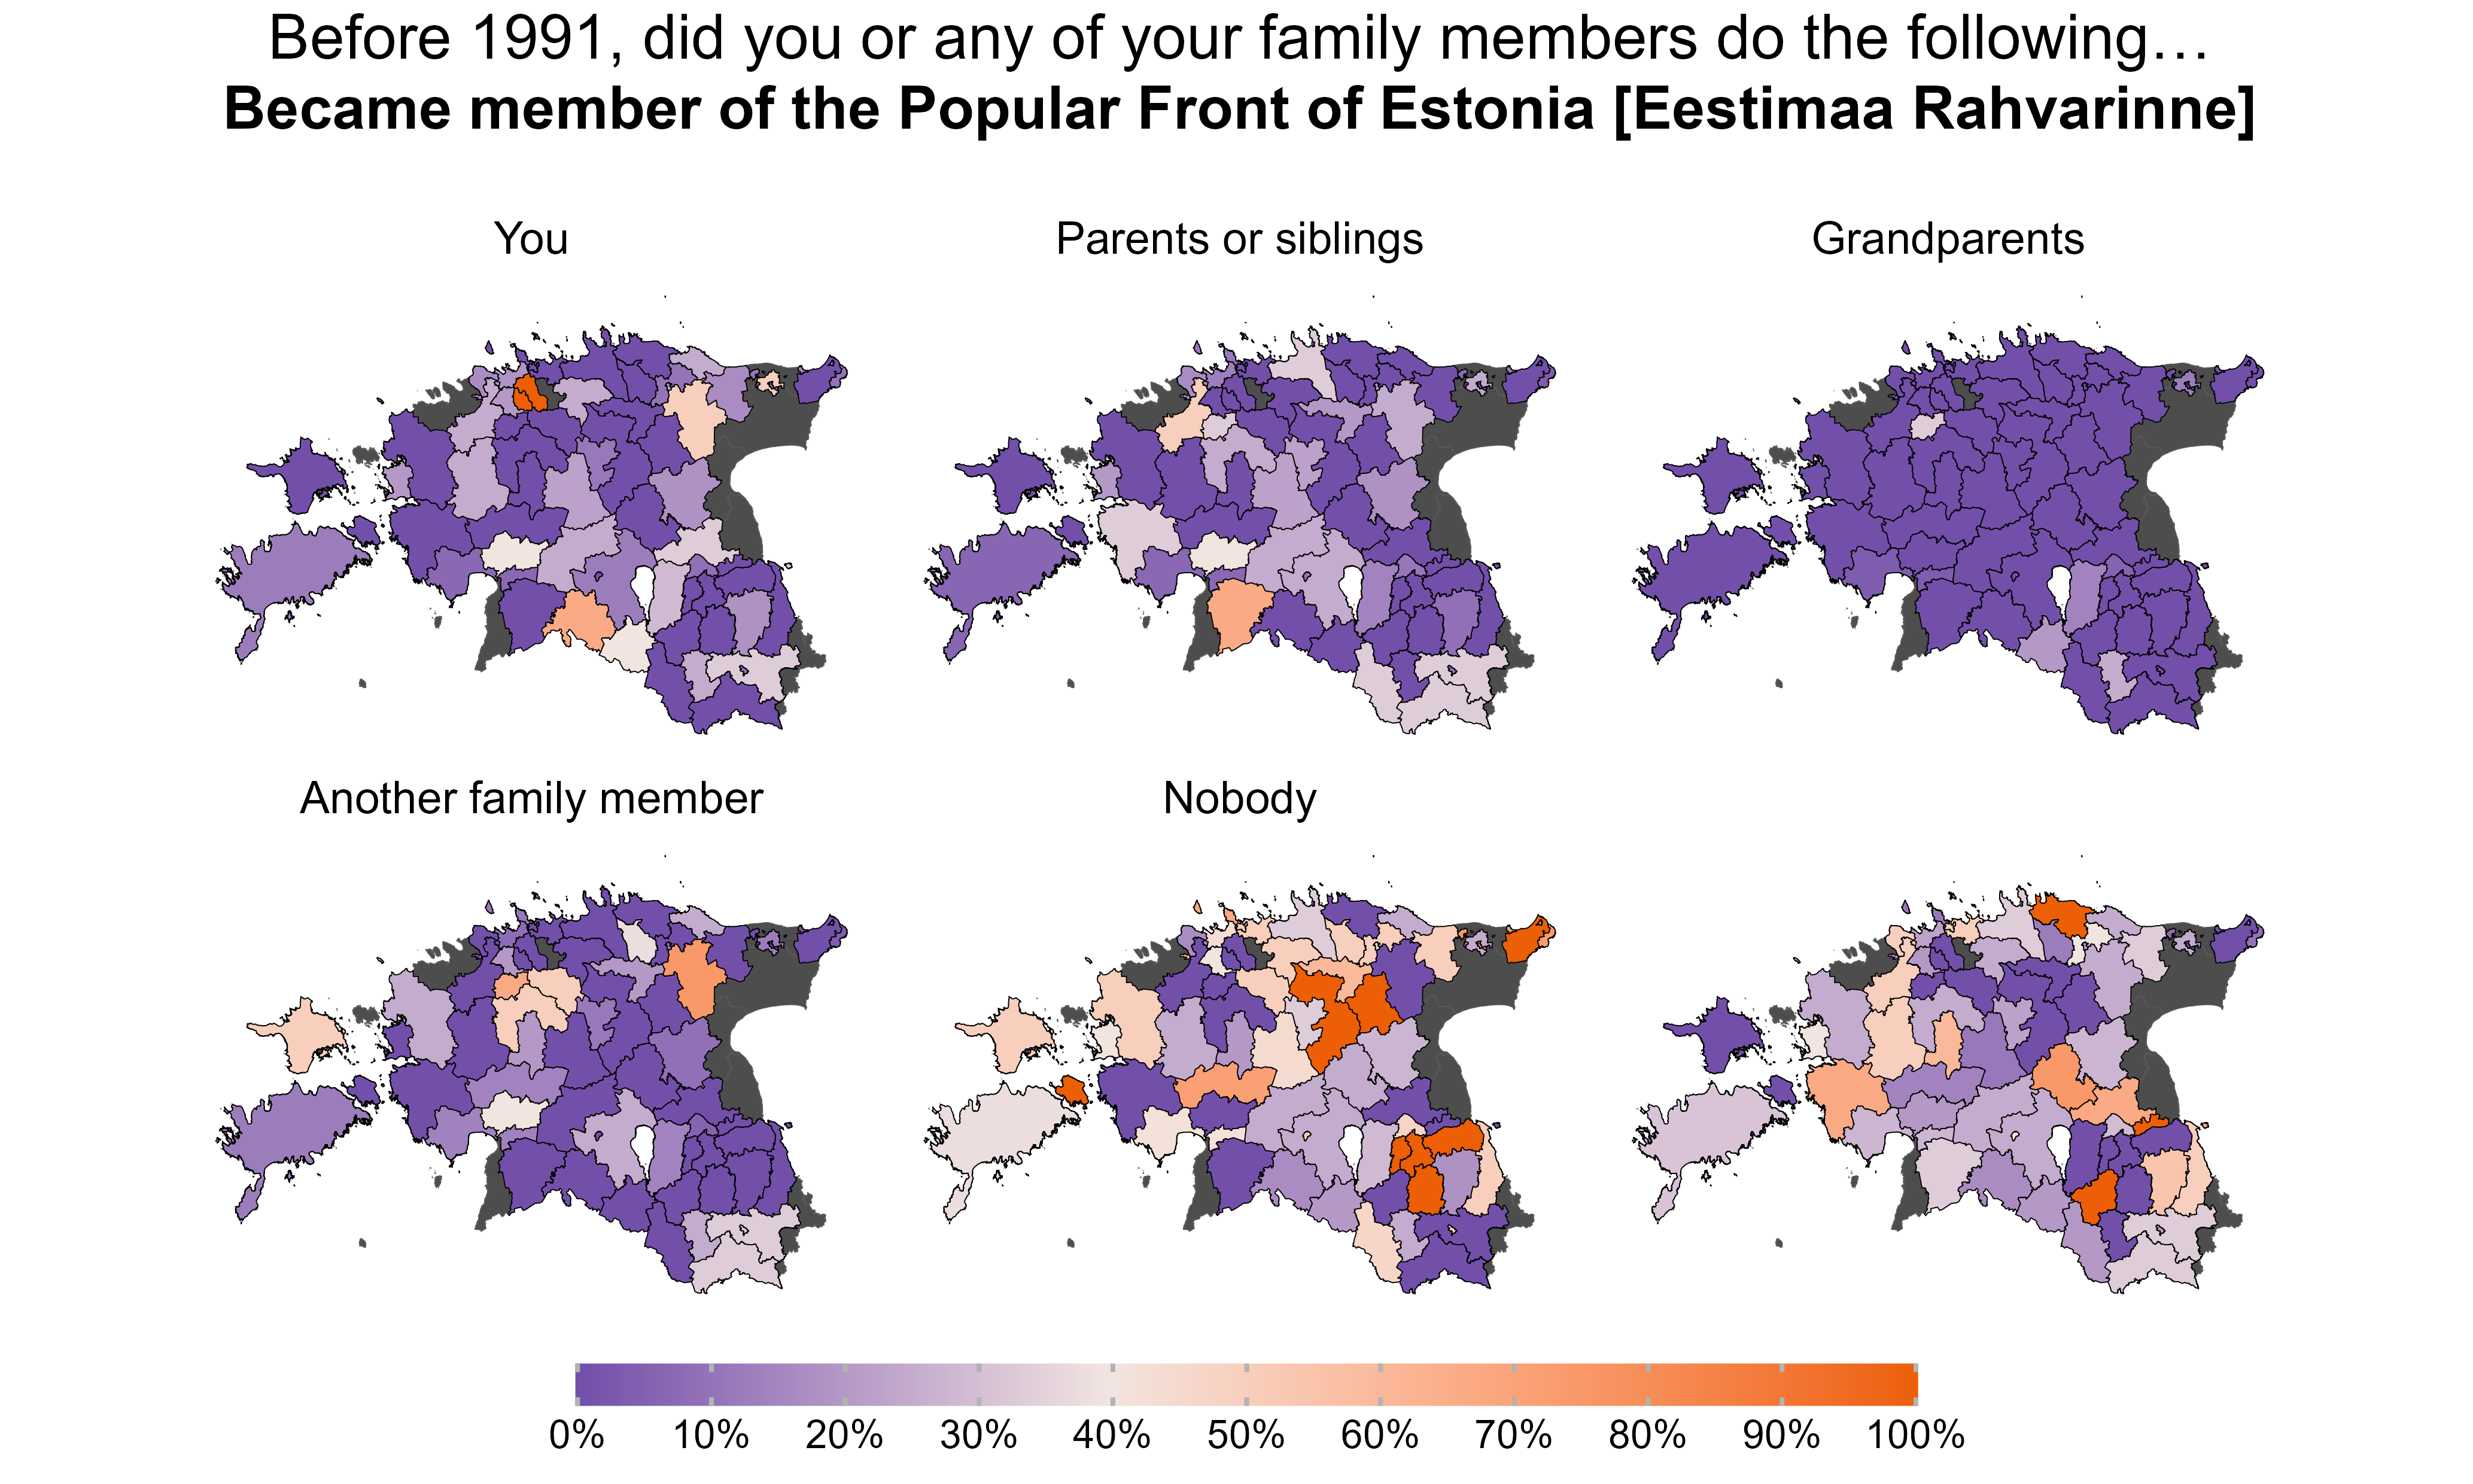 Before 1991, did you or any of your family members do the following…
Became member of the Popular Front of Estonia [Eestimaa Rahvarinne]
You
Parents or siblings
Grandparents
Another family member
Nobody
0% 10% 20% 30% 40% 50% 60% 70% 80% 90% 100%